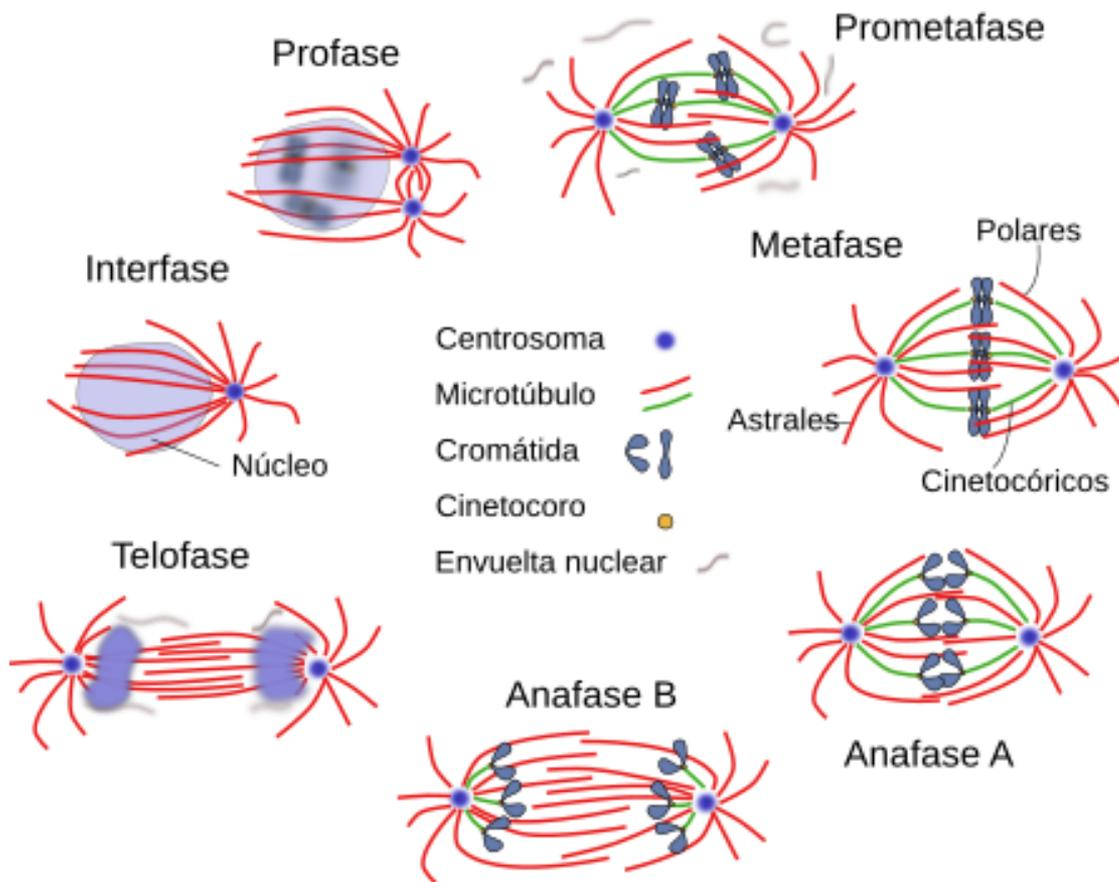 Profase
Prometafase
Interfase
Núcleo
Metafase
Polares
Astrales
Cinetocóricos
Centrosoma
Microtúbulo
Cromátida
Cinetocoro
Envuelta nuclear
Telofase
Anafase B
Anafase A